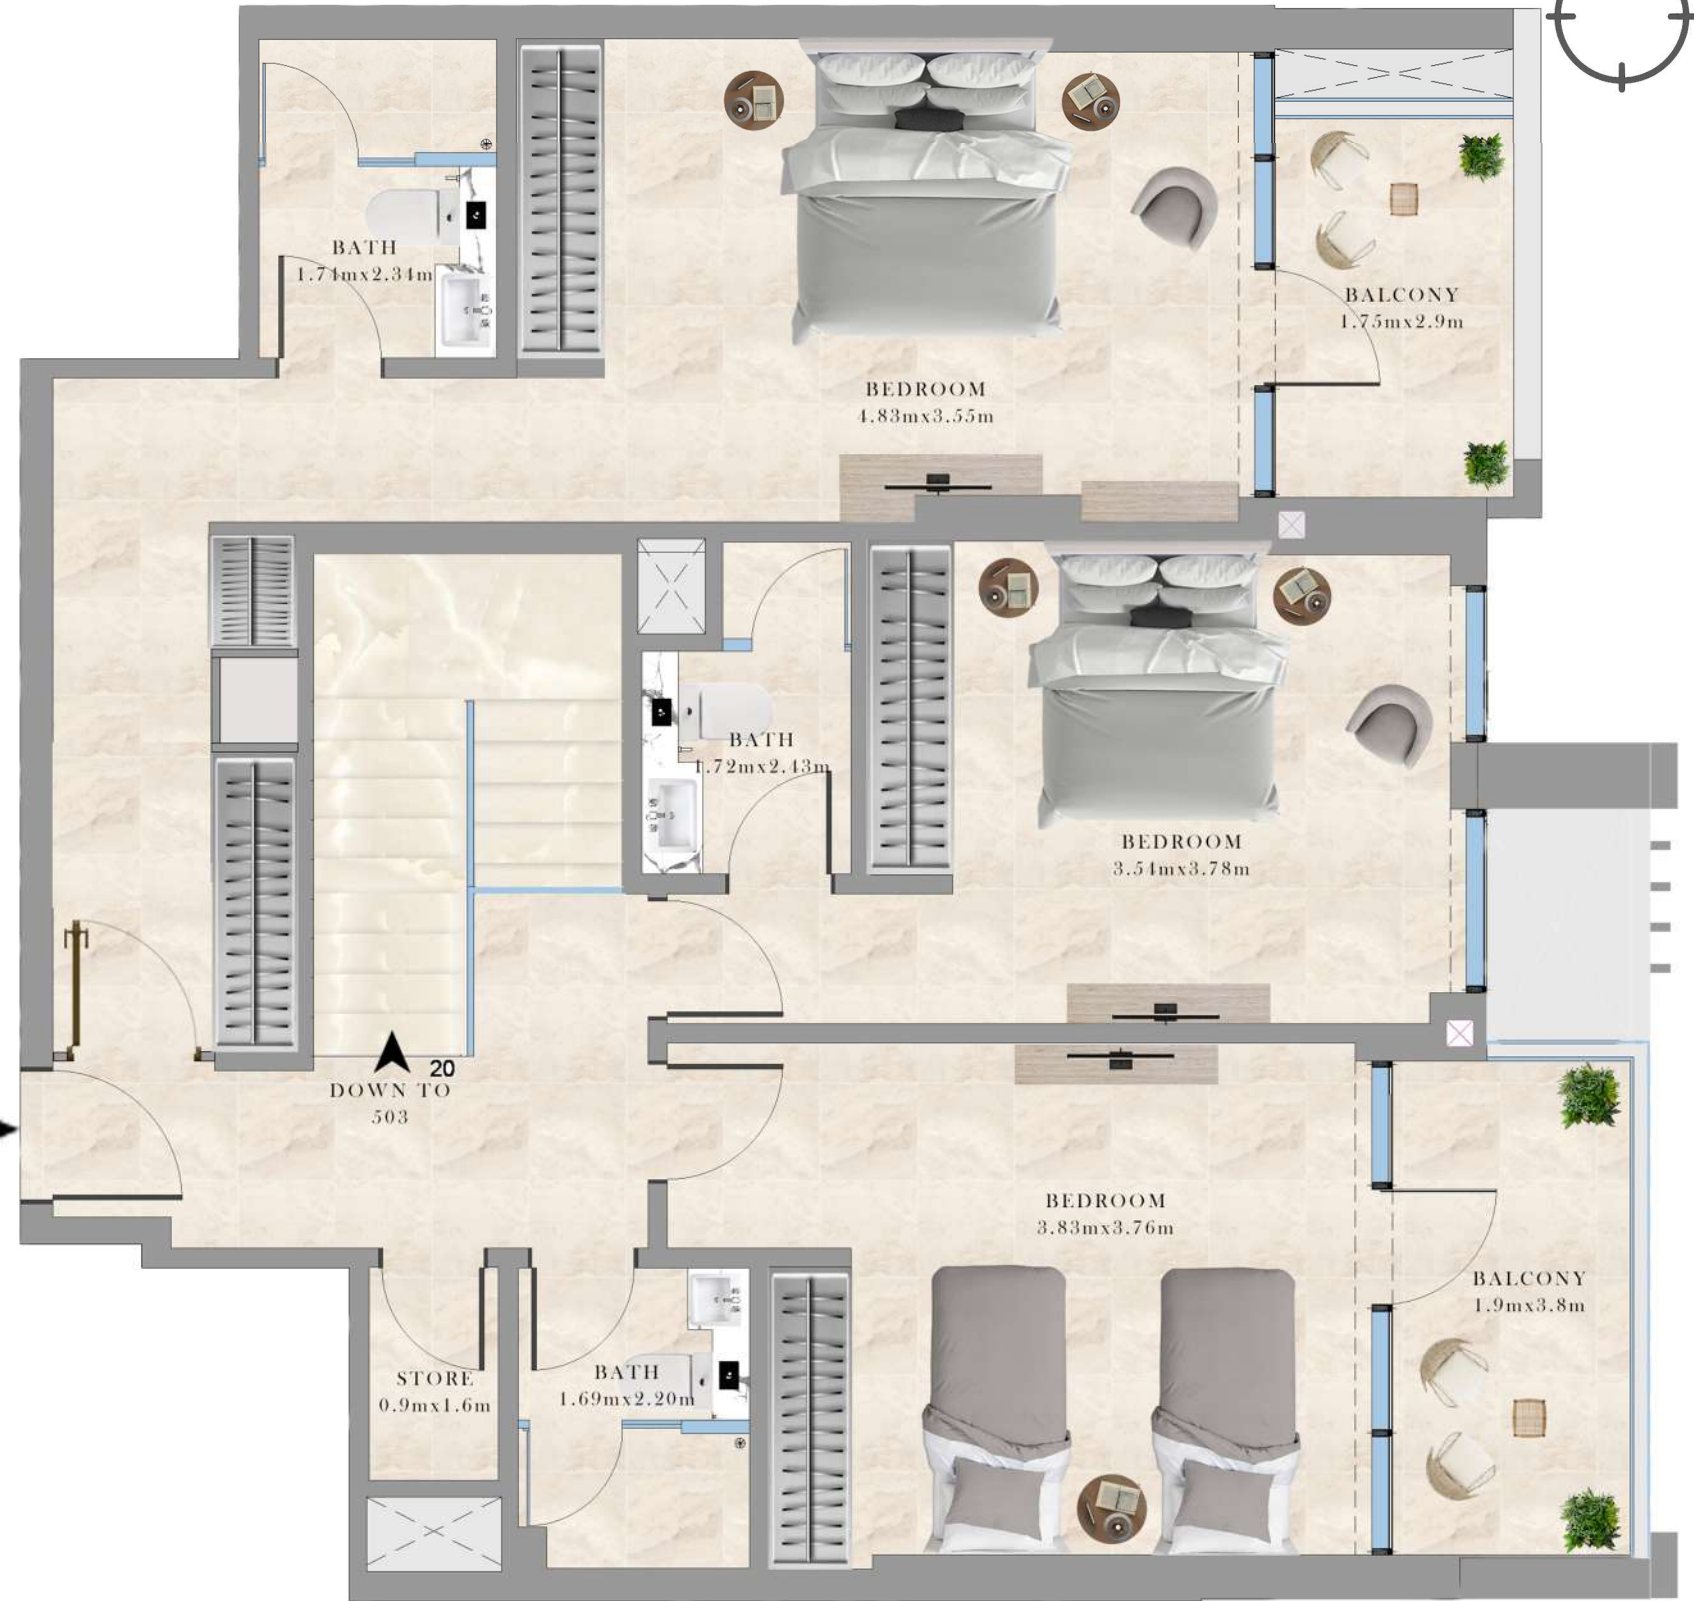 BATH
1.74mx2.34m
BALCONY
1.75mx2.9m
BEDROOM
4.83mx3.55m
BATH
1.72mx2.43m
BEDROOM
3.54mx3.78m
20
DOWN TO
503
BEDROOM
3.83mx3.76m
BALCONY
1.9mx3.8m
STORE
0.9mx1.6m
BATH
1.69mx2.20m